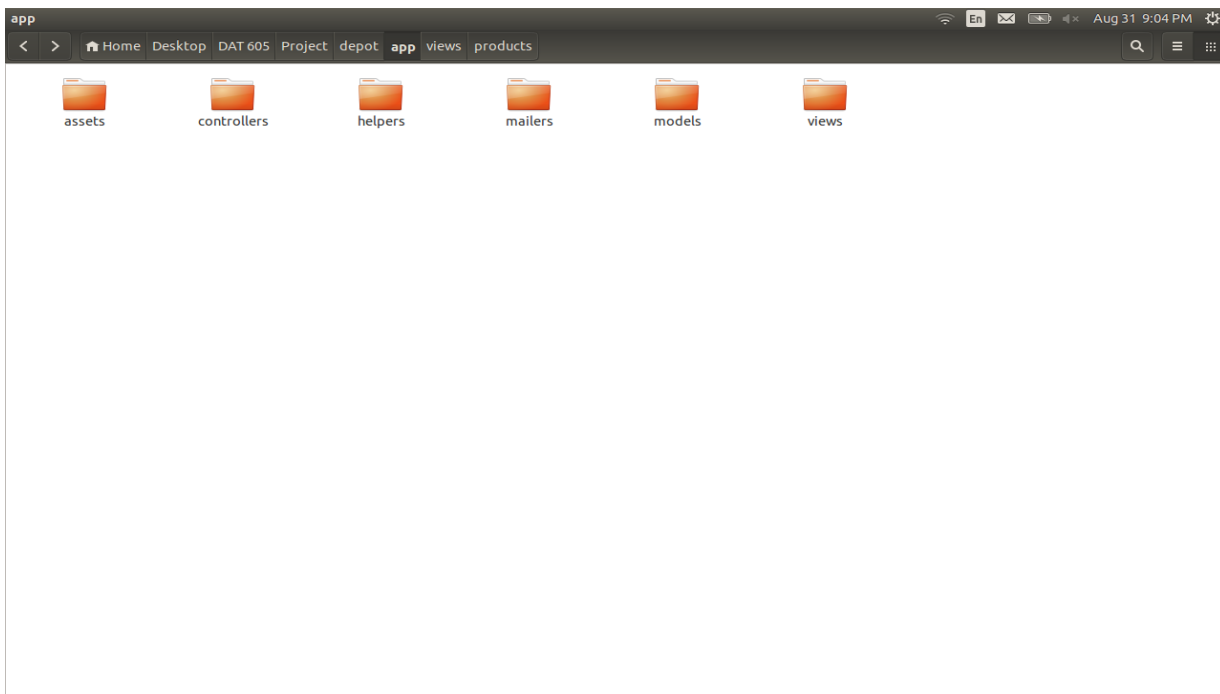 app En Aug 31 9:04 PM
Home Desktop DAT 605 Project depot app views products
assets controllers helpers mailers models views